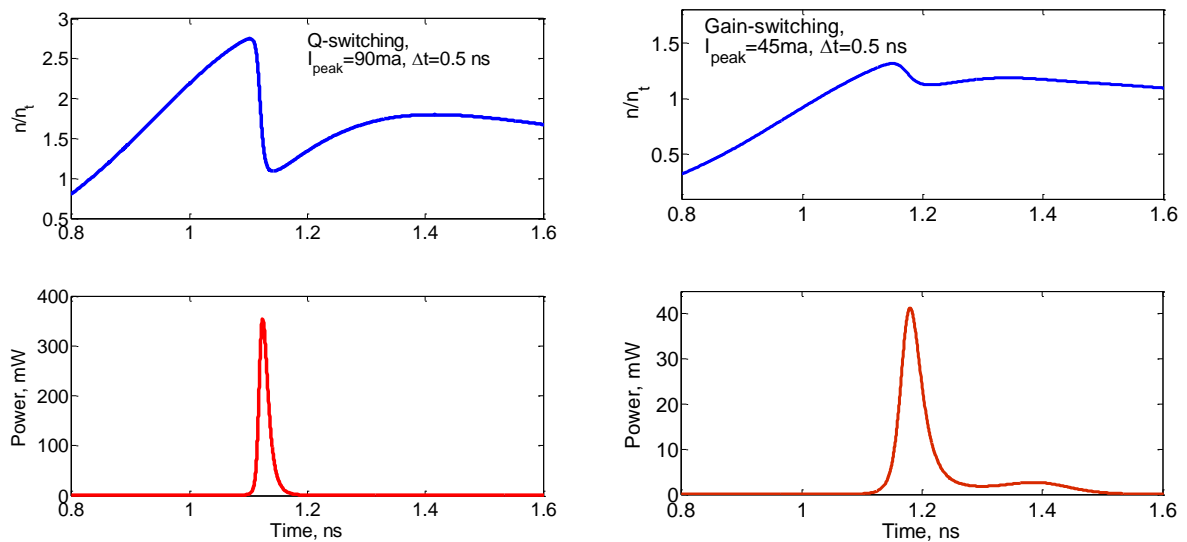 3
2.5
2
1.5
1
0.5
n/n_t
Q-switching,
I_peak=90ma, Δt=0.5 ns
0.8 1 1.2 1.4 1.6
1.5
1
0.5
n/n_t
Gain-switching,
I_peak=45ma, Δt=0.5 ns
0.8 1 1.2 1.4 1.6
400
300
200
100
0
Power, mW
0.8 1 1.2 1.4 1.6
Time, ns
40
30
20
10
0
Power, mW
0.8 1 1.2 1.4 1.6
Time, ns